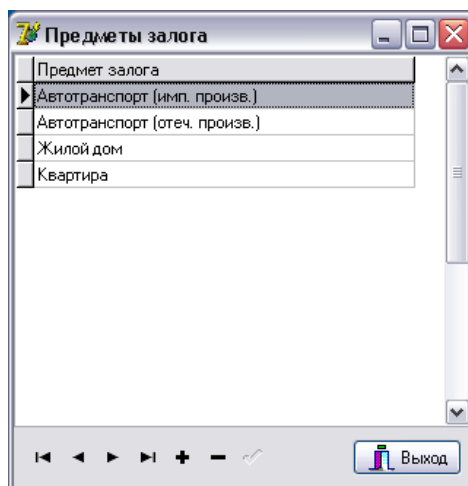 Предметы залога
Предмет залога
Автотранспорт (имп. произв.)
Автотранспорт (отеч. произв.)
Жилой дом
Квартира
Выход